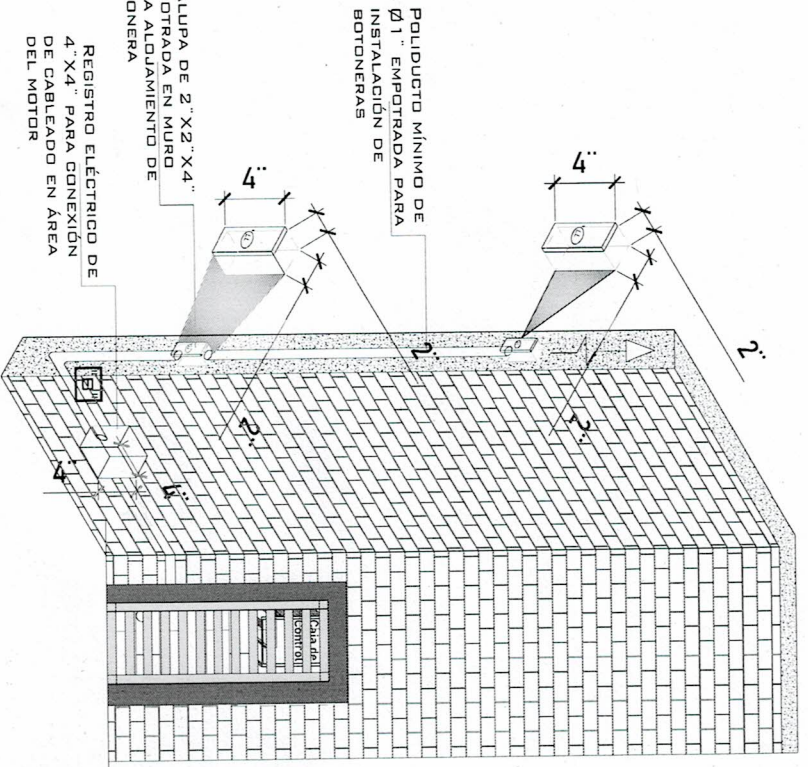 POLIDUCTO MÍNIMO DE
Ø1¨ EMPOTRADA PARA
INSTALACIÓN DE
BOTONERAS
4¨
2¨
2¨
LUPA DE 2¨X2¨X4¨
OTRADA EN MURO
A ALOJAMIENTO DE
ONERA
4¨
2¨
2¨
REGISTRO ELÉCTRICO DE
4¨X4¨ PARA CONEXIÓN
DE CABLEADO EN ÁREA
DEL MOTOR
4¨
4¨
Caja del
Control